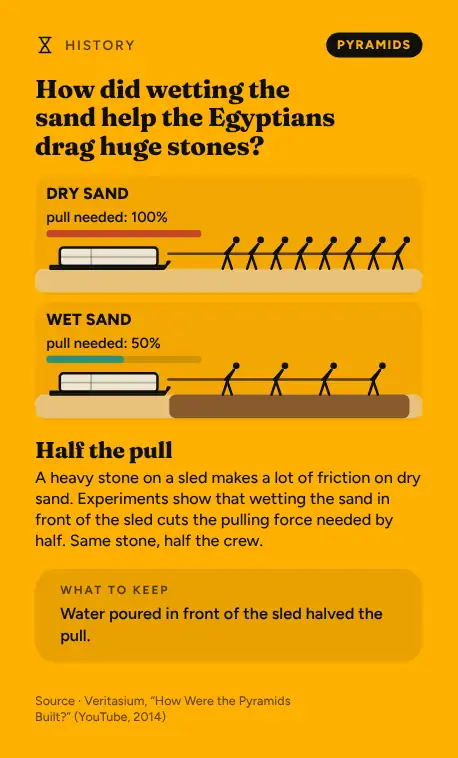 HISTORY
PYRAMIDS
How did wetting the
sand help the Egyptians
drag huge stones?
DRY SAND
pull needed: 100%
WET SAND
pull needed: 50%
Half the pull
A heavy stone on a sled makes a lot of friction on dry
sand. Experiments show that wetting the sand in
front of the sled cuts the pulling force needed by
half. Same stone, half the crew.
WHAT TO KEEP
Water poured in front of the sled halved the
pull.
Source · Veritasium, “How Were the Pyramids
Built?” (YouTube, 2014)